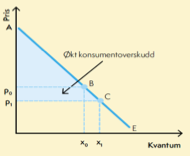 Pris
A
Økt konsumentoverskudd
B
P₀
C
P₁
E
x₀ x₁
Kvantum